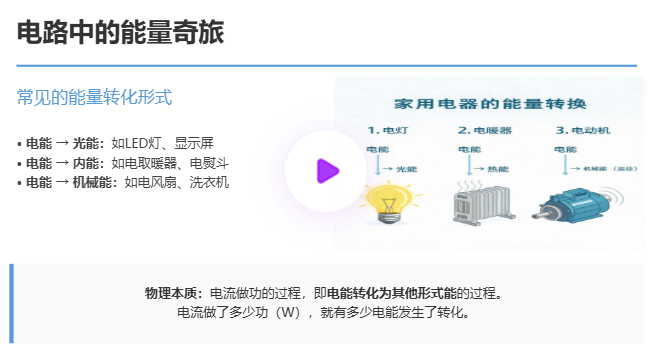 电路中的能量奇旅
常见的能量转化形式
• 电能 → 光能：如LED灯、显示屏
• 电能 → 内能：如电取暖器、电熨斗
• 电能 → 机械能：如电风扇、洗衣机
家用电器的能量转换
1. 电灯
电能
→ 光能
2. 电暖器
电能
→ 热能
3. 电动机
电能
→ 机械能（运动）
物理本质：电流做功的过程，即电能转化为其他形式能的过程。
电流做了多少功（W），就有多少电能发生了转化。